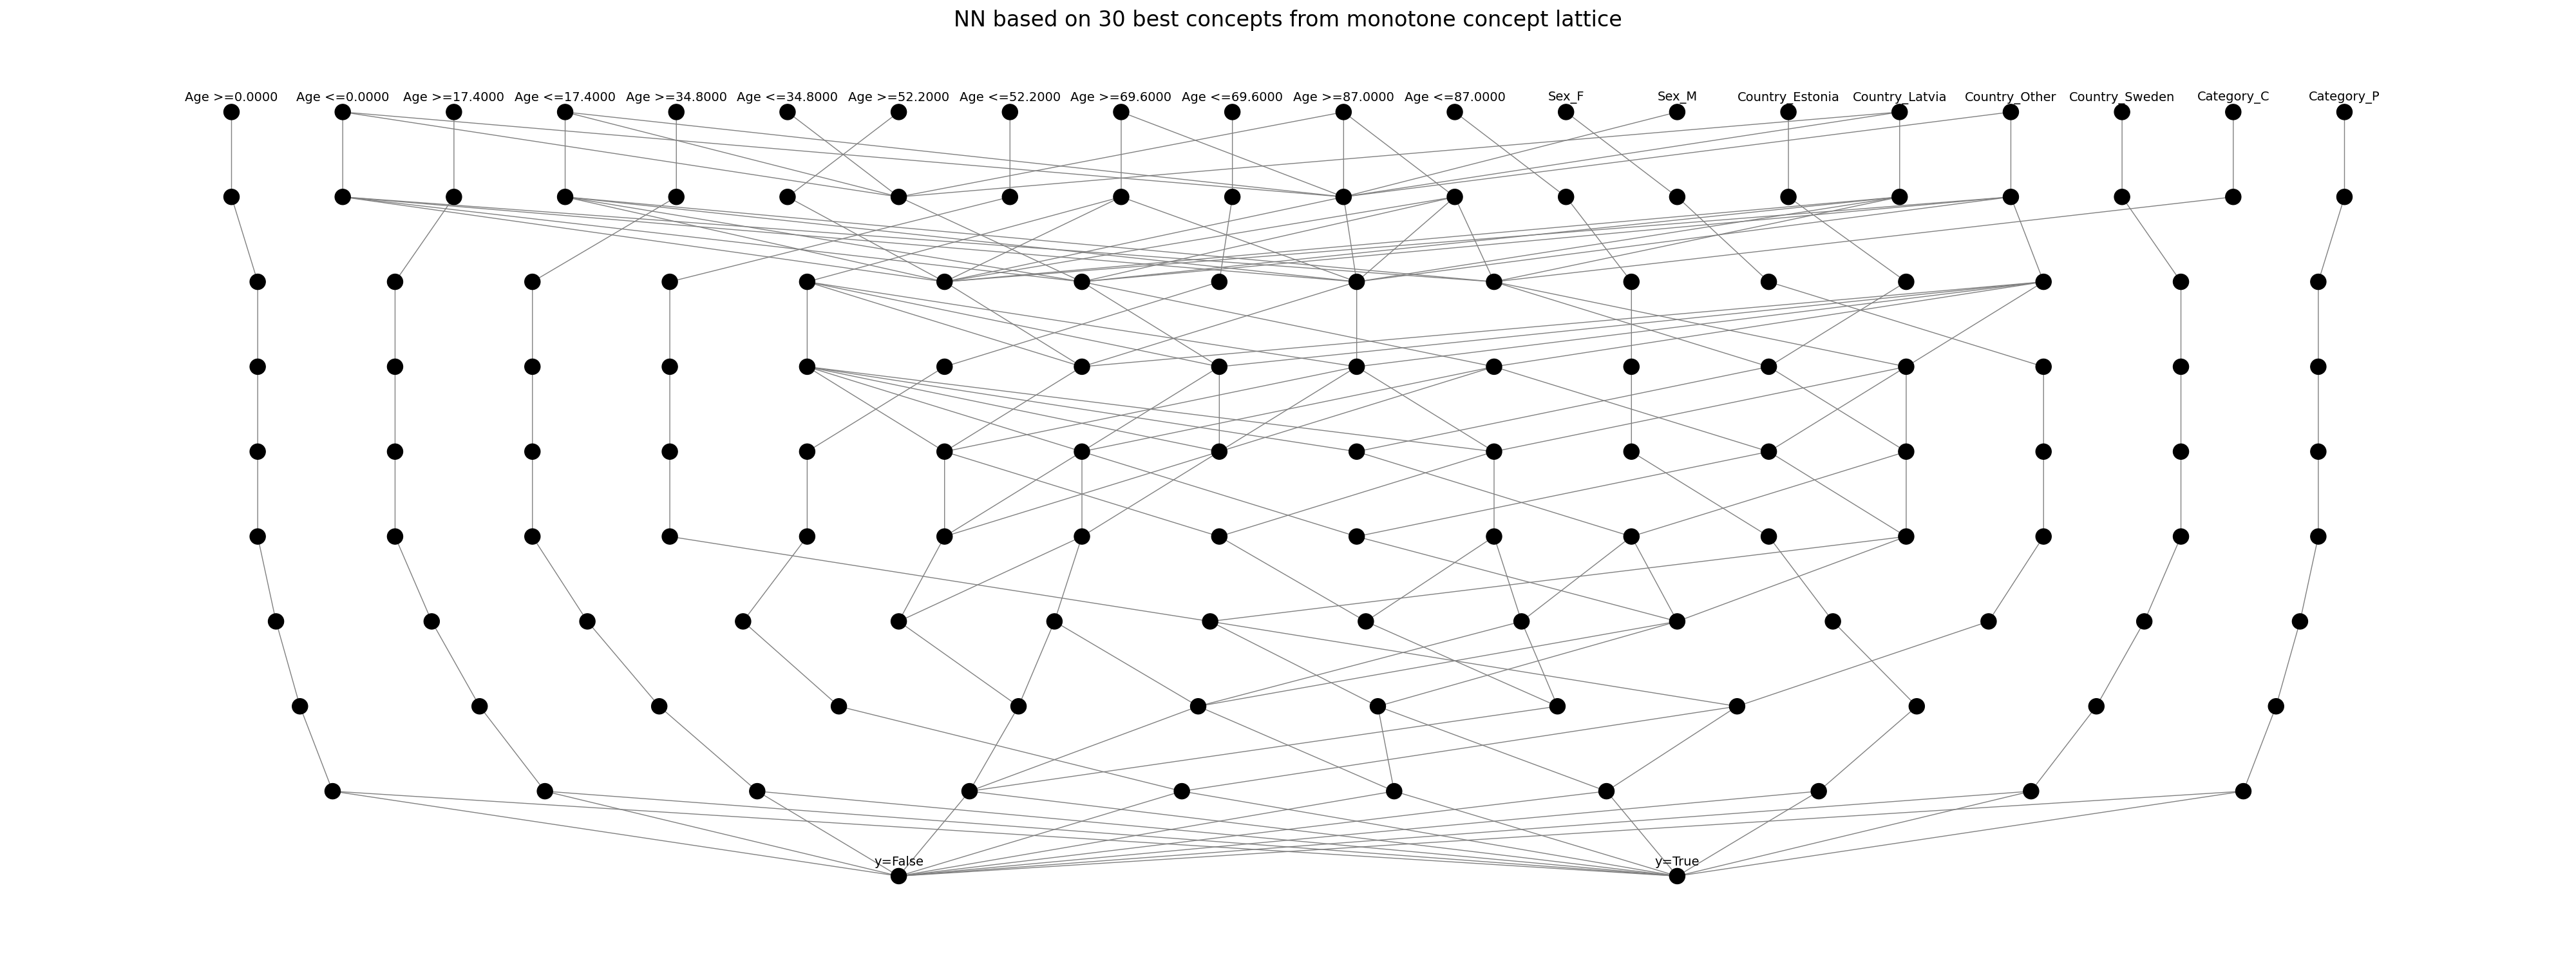 NN based on 30 best concepts from monotone concept lattice
Age >=0.0000
Age <=0.0000
Age >=17.4000
Age <=17.4000
Age >=34.8000
Age <=34.8000
Age >=52.2000
Age <=52.2000
Age >=69.6000
Age <=69.6000
Age >=87.0000
Age <=87.0000
Sex_F
Sex_M
Country_Estonia
Country_Latvia
Country_Other
Country_Sweden
Category_C
Category_P
y=False
y=True